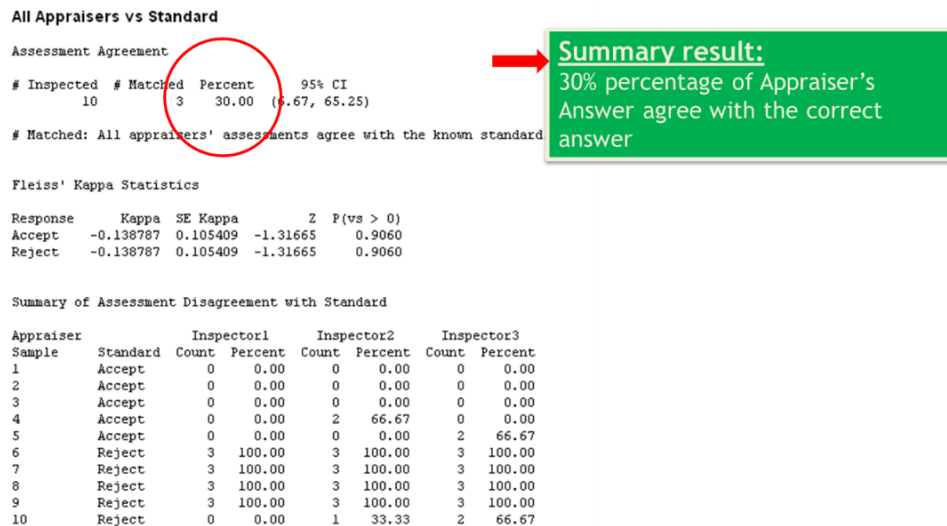 All Appraisers vs Standard
Assessment Agreement
# Inspected  # Matched  Percent  95% CI
10  3  30.00  (6.67, 65.25)
# Matched: All appraisers' assessments agree with the known standard
Summary result:
30% percentage of Appraiser's
Answer agree with the correct
answer
Fleiss' Kappa Statistics
Response  Kappa  SE Kappa  Z  P(vs > 0)
Accept  -0.138787  0.105409  -1.31665  0.9060
Reject  -0.138787  0.105409  -1.31665  0.9060
Summary of Assessment Disagreement with Standard
Appraiser  Inspector1  Inspector2  Inspector3
Sample  Standard  Count  Percent  Count  Percent  Count  Percent
1  Accept  0  0.00  0  0.00  0  0.00
2  Accept  0  0.00  0  0.00  0  0.00
3  Accept  0  0.00  0  0.00  0  0.00
4  Accept  0  0.00  2  66.67  0  0.00
5  Accept  0  0.00  0  0.00  2  66.67
6  Reject  3  100.00  3  100.00  3  100.00
7  Reject  3  100.00  3  100.00  3  100.00
8  Reject  3  100.00  3  100.00  3  100.00
9  Reject  3  100.00  3  100.00  3  100.00
10  Reject  0  0.00  1  33.33  2  66.67